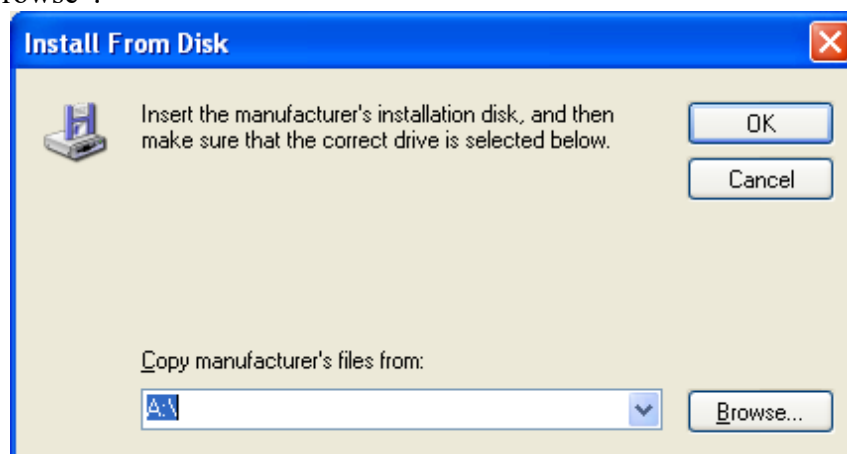 rowse".
Install From Disk
Insert the manufacturer's installation disk, and then
make sure that the correct drive is selected below.
OK
Cancel
Copy manufacturer's files from:
A:\
Browse...